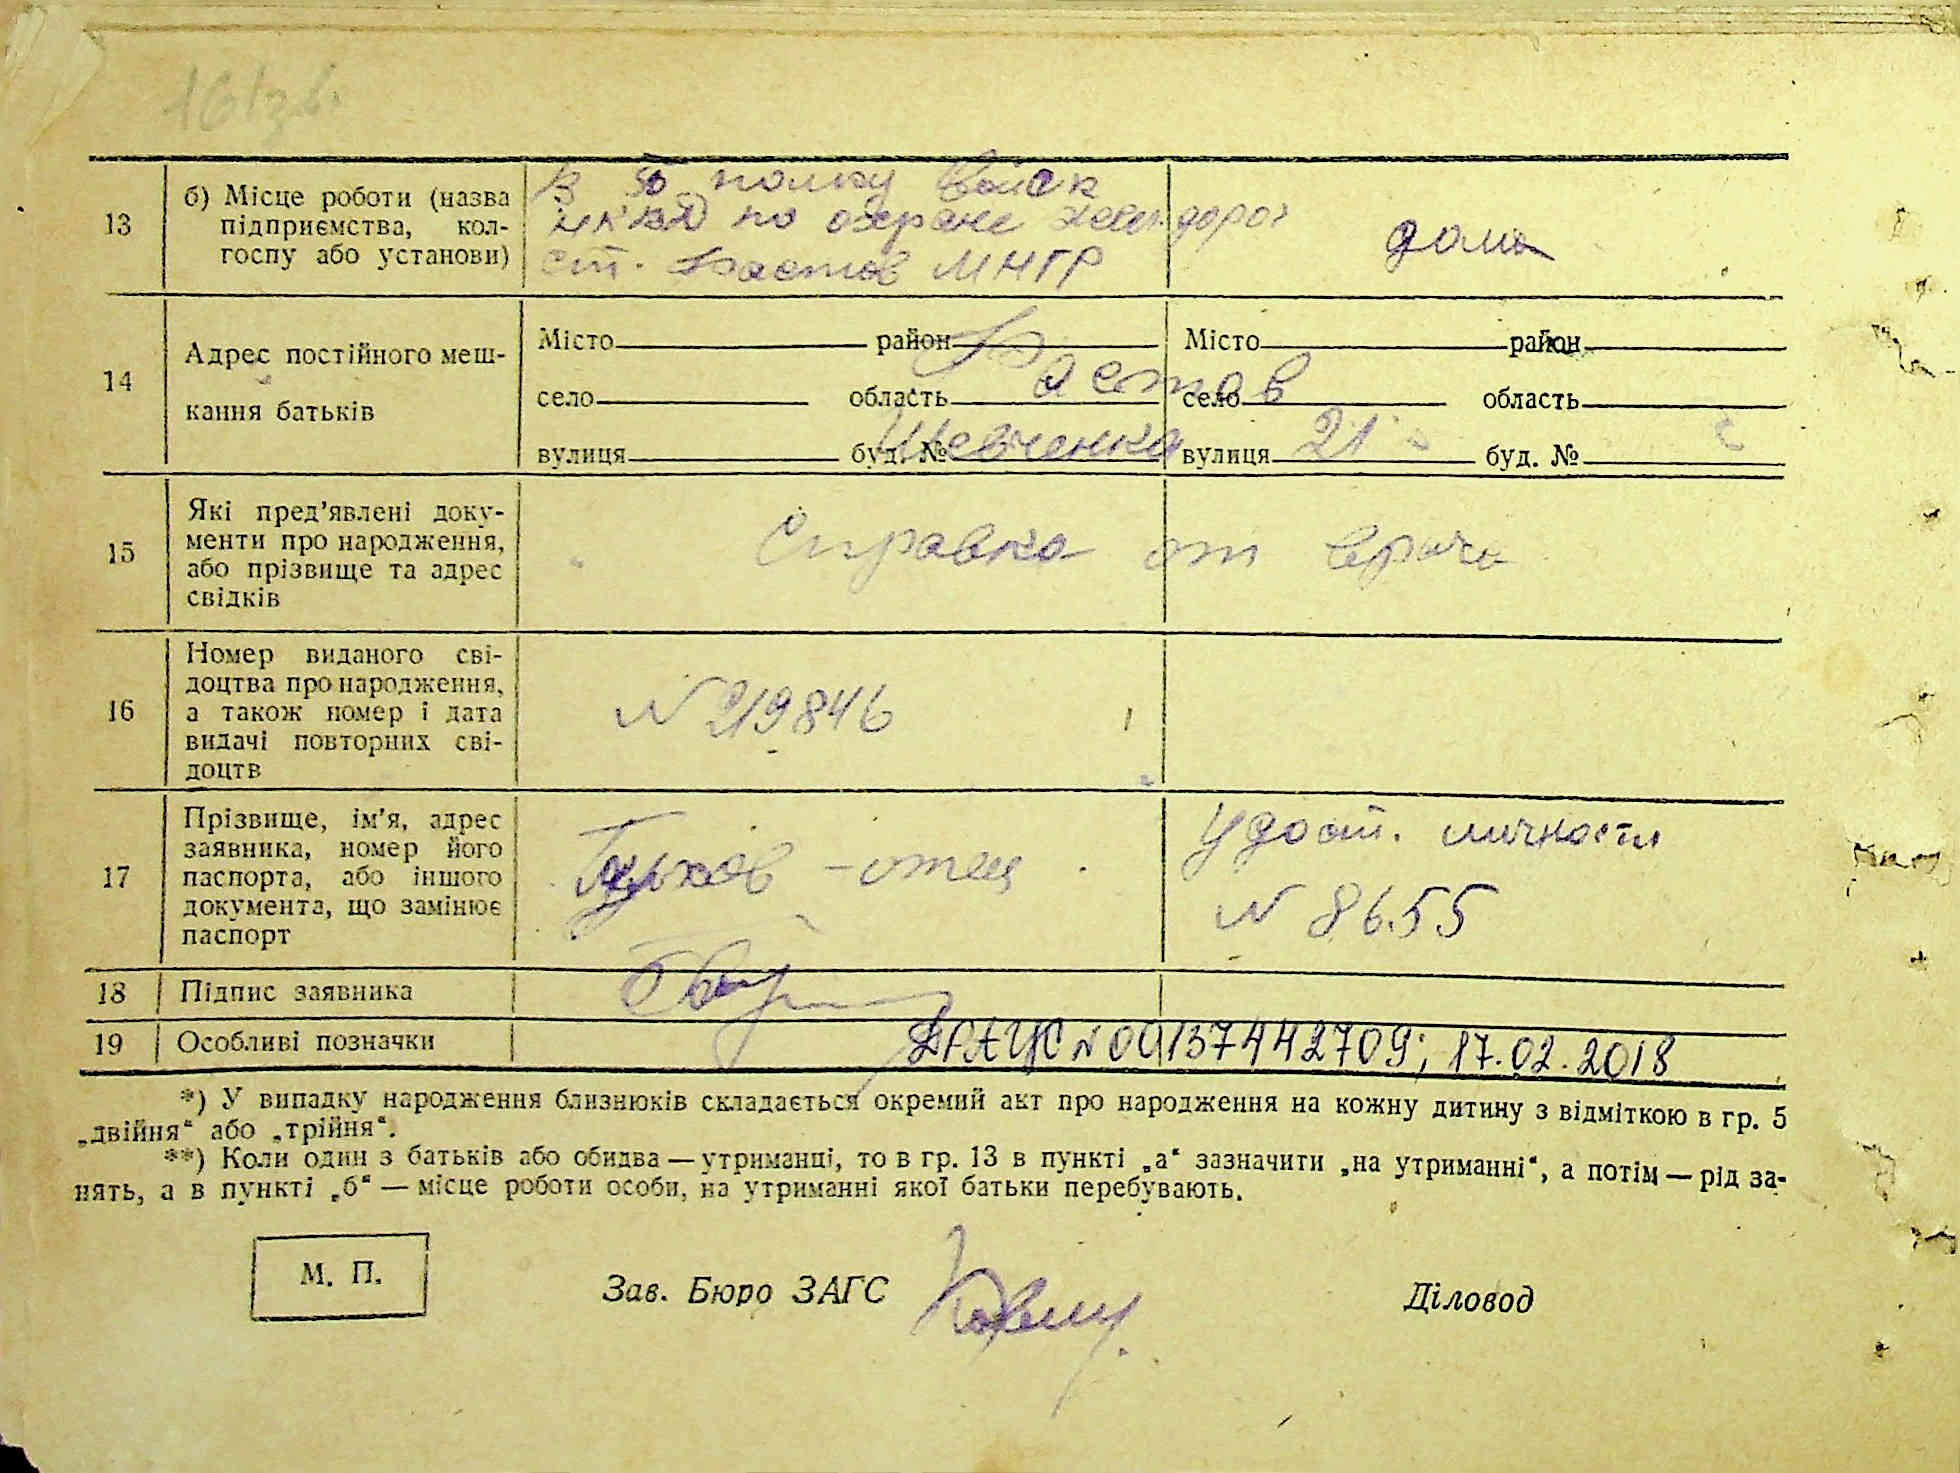 161зв.
13
б) Місце роботи (назва
підприємства, кол-
госпу або установи)
В полку войск
НКВД по охране жел. дорог
ст. Фастов МНГР
дома
14
Адрес постійного меш-
кання батьків
Місто район Місто район
село область село область
вулиця буд. № вулиця буд. №
Фастов
Шевченка 21
15
Які пред'явлені доку-
менти про народження,
або прізвище та адрес
свідків
Справка от врача
16
Номер виданого сві-
доцтва про народження,
а також номер і дата
видачі повторних сві-
доцтв
N 219846
17
Прізвище, ім'я, адрес
заявника, номер його
паспорта, або іншого
документа, що замінює
паспорт
- отец
Удост. личности
N 8655
18 Підпис заявника
19 Особливі позначки
ДРАЦС N 00137442709; 17.02.2018
*) У випадку народження близнюків складається окремий акт про народження на кожну дитину з відміткою в гр. 5
„двійня“ або „трійня“.
**) Коли один з батьків або обидва — утриманці, то в гр. 13 в пункті „а“ зазначити „на утриманні“, а потім — рід за-
нять, а в пункті „б“ — місце роботи особи, на утриманні якої батьки перебувають.
М. П.
Зав. Бюро ЗАГС
Діловод